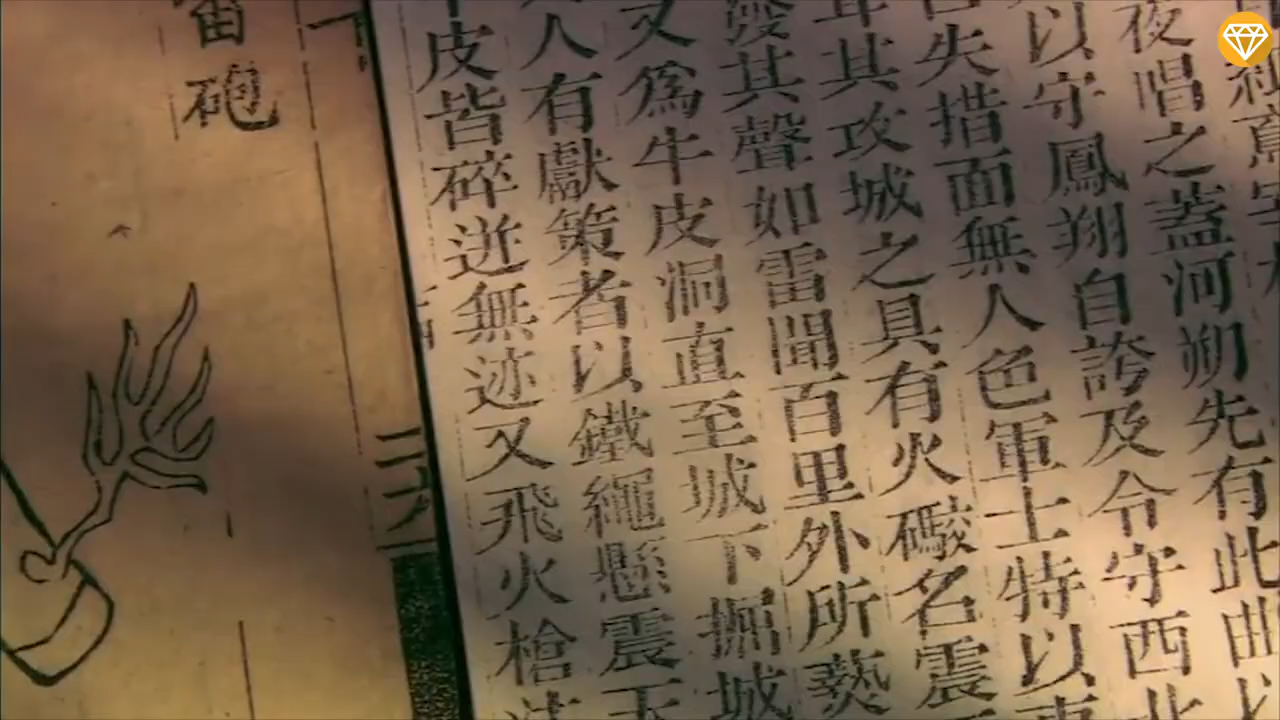 夜唱之蓋河朔先有此曲
以守鳳翔自誇及令守西北
失措面無人色軍士特以
其攻城之具有火礮名震
發其聲如雷聞百里外所爇
又爲牛皮洞直至城下掘城
人有獻策者以鐵繩懸震天
皮皆碎迸無迹又飛火槍
二六
雷砲